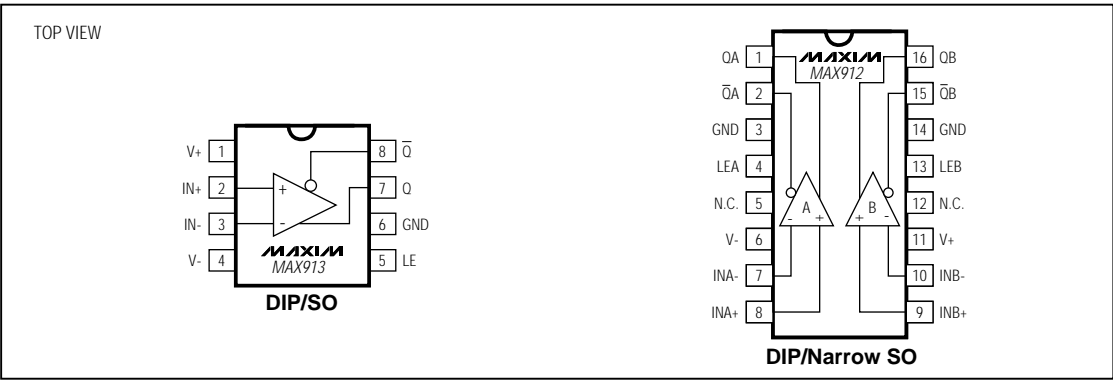 TOP VIEW
V+ 1
IN+ 2
IN- 3
V- 4
8 Q̅
7 Q
6 GND
5 LE
+
-
MAXIM
MAX913
DIP/SO
QA 1
Q̅A 2
GND 3
LEA 4
N.C. 5
V- 6
INA- 7
INA+ 8
MAXIM
MAX912
A
- +
B
+ -
16 QB
15 Q̅B
14 GND
13 LEB
12 N.C.
11 V+
10 INB-
9 INB+
DIP/Narrow SO